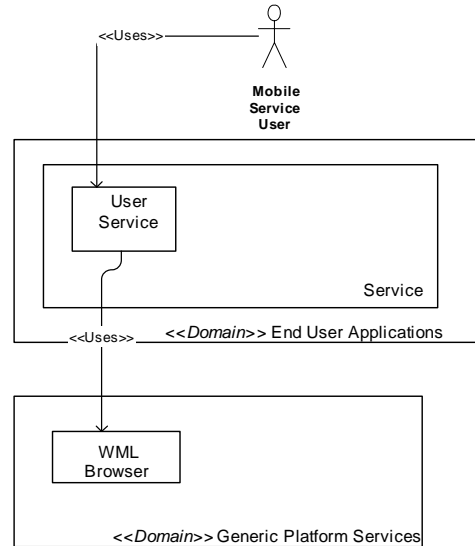 <<Uses>>
Mobile
Service
User
User
Service
Service
<<Uses>>
<<Domain>> End User Applications
WML
Browser
<<Domain>> Generic Platform Services